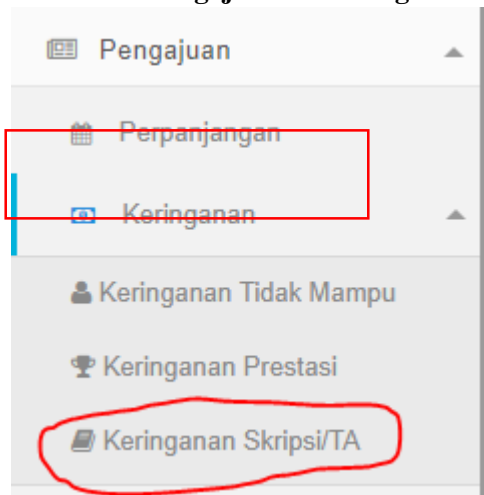 Pengajuan
Perpanjangan
Keringanan
Keringanan Tidak Mampu
Keringanan Prestasi
Keringanan Skripsi/TA